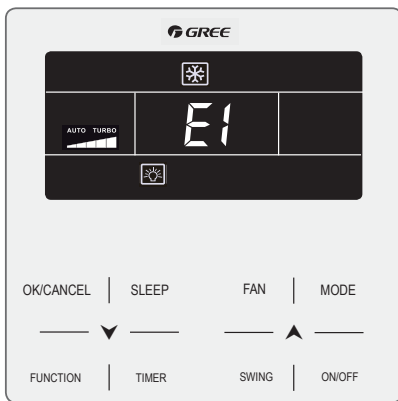 GREE
AUTO TURBO
E1
OK/CANCEL SLEEP FAN MODE
FUNCTION TIMER SWING ON/OFF